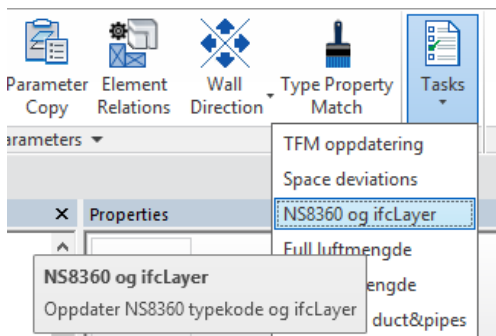 Parameter Element Wall Type Property Tasks
Copy Relations Direction Match
arameters
TFM oppdatering
Space deviations
Properties
NS8360 og ifcLayer
Full luftmengde
NS8360 og ifcLayer
engde
Oppdater NS8360 typekode og ifcLayer
duct&pipes